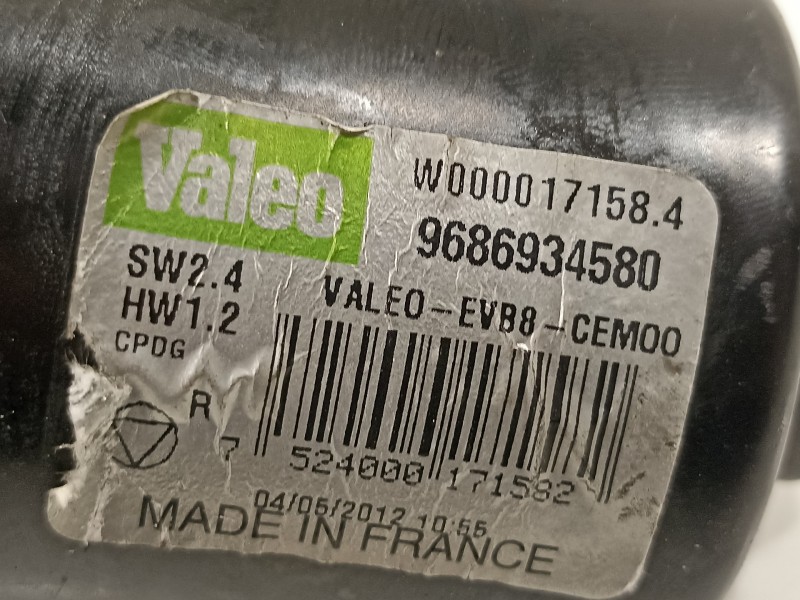 Valeo
W000017158.4
9686934580
SW2.4
HW1.2
VALEO-EVB8-CEM00
CPDG
R
7 524000 171582
04/05/2012 10:56
MADE IN FRANCE